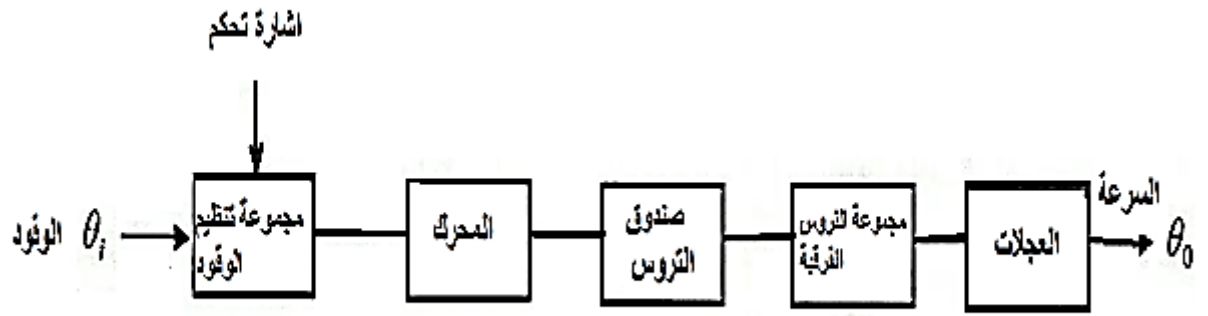 اشارة تحكم
الوقود θi
مجموعة تنظيم
الوقود
المحرك
صندوق
التروس
مجموعة التروس
الفرقية
العجلات
السرعة
θ0